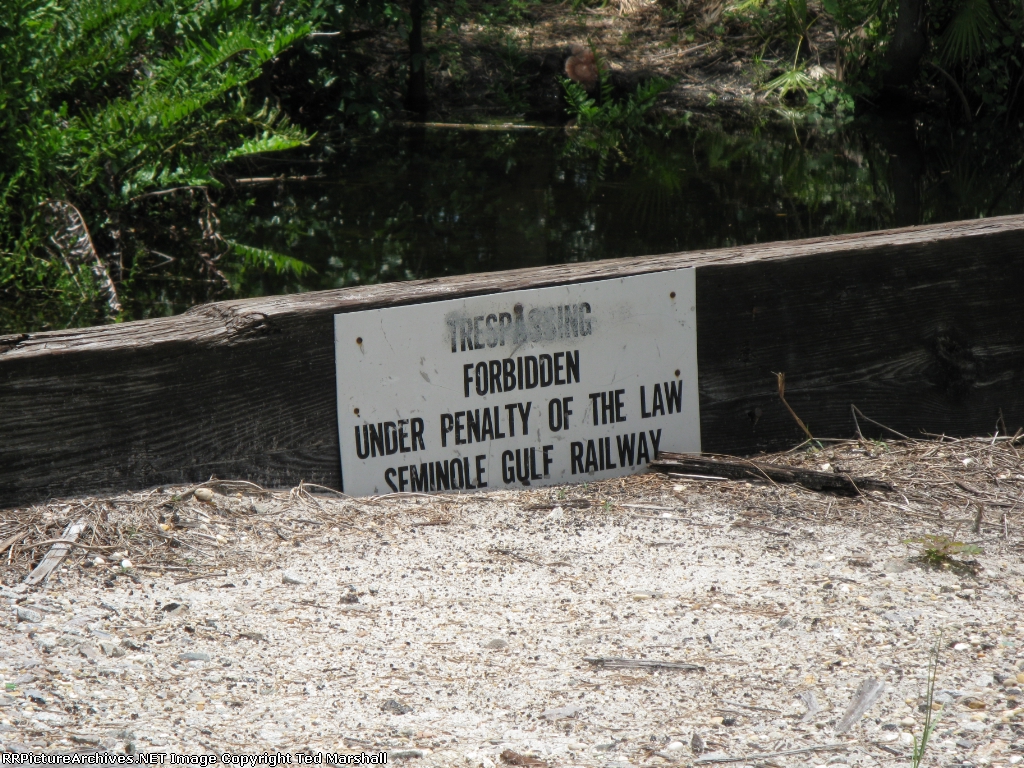 TRESPASSING
FORBIDDEN
UNDER PENALTY OF THE LAW
SEMINOLE GULF RAILWAY
RRPictureArchives.NET Image Copyright Ted Marshall